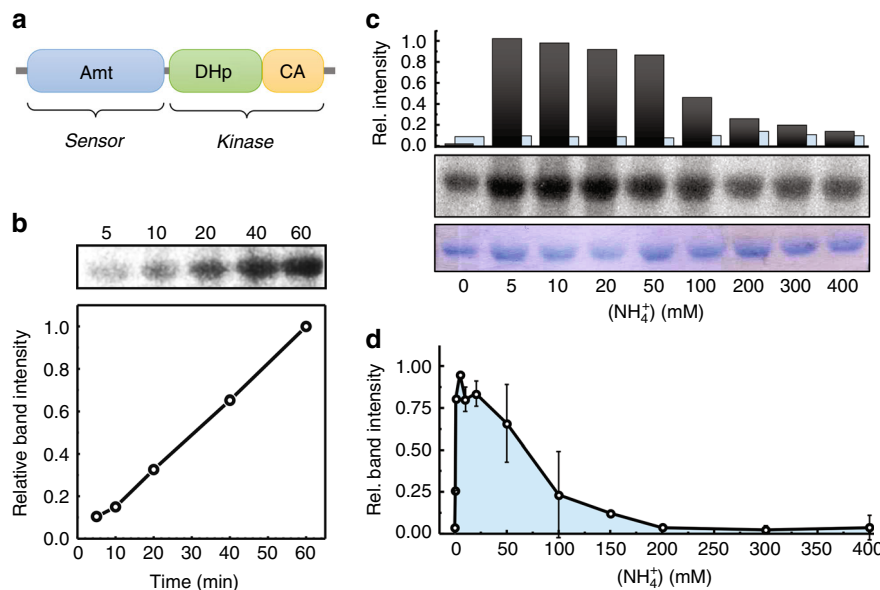 a
Amt DHp CA
Sensor Kinase
b
5 10 20 40 60
1.0
0.8
0.6
0.4
0.2
0.0
Relative band intensity
10 20 30 40 50 60
Time (min)
c
1.0
0.8
0.6
0.4
0.2
0.0
Rel. intensity
0 5 10 20 50 100 200 300 400
(NH₄⁺) (mM)
d
1.00
0.75
0.50
0.25
0.00
Rel. band intensity
0 50 100 150 200 250 300 350 400
(NH₄⁺) (mM)